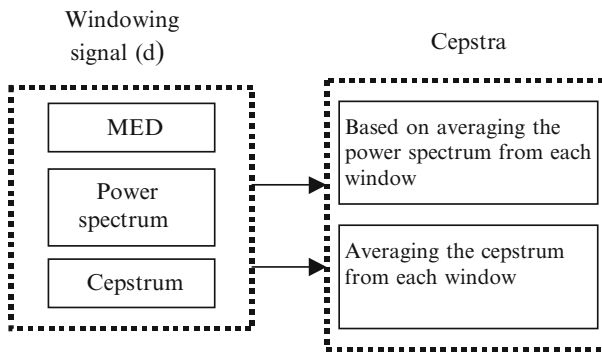 Windowing
signal (d)
MED
Power
spectrum
Cepstrum
Cepstra
Based on averaging the
power spectrum from each
window
Averaging the cepstrum
from each window